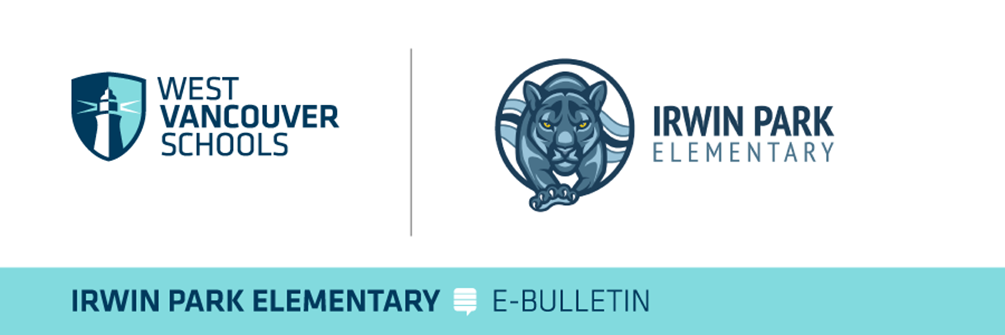 WEST
VANCOUVER
SCHOOLS
IRWIN PARK
ELEMENTARY
IRWIN PARK ELEMENTARY E-BULLETIN